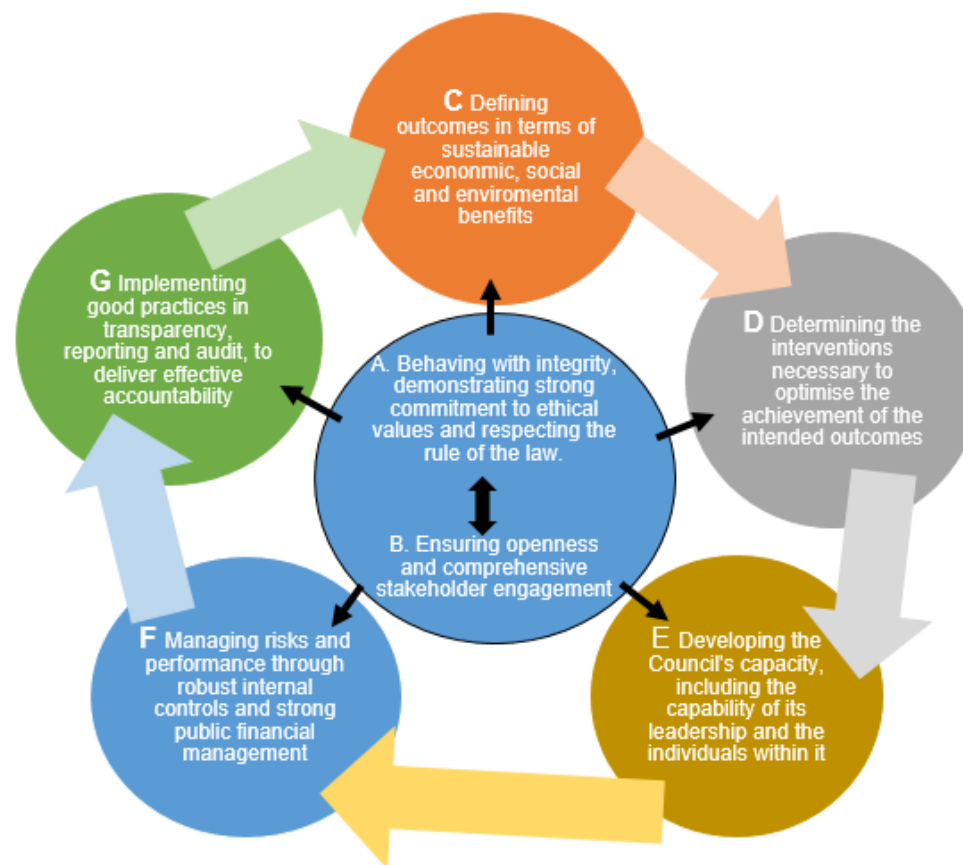 C Defining
outcomes in terms of
sustainable
econonmic, social
and enviromental
benefits
D Determining the
interventions
necessary to
optimise the
achievement of the
intended outcomes
E Developing the
Council's capacity,
including the
capability of its
leadership and the
individuals within it
F Managing risks and
performance through
robust internal
controls and strong
public financial
management
G Implementing
good practices in
transparency,
reporting and audit, to
deliver effective
accountability
A. Behaving with integrity,
demonstrating strong
commitment to ethical
values and respecting the
rule of the law.
B. Ensuring openness
and comprehensive
stakeholder engagement